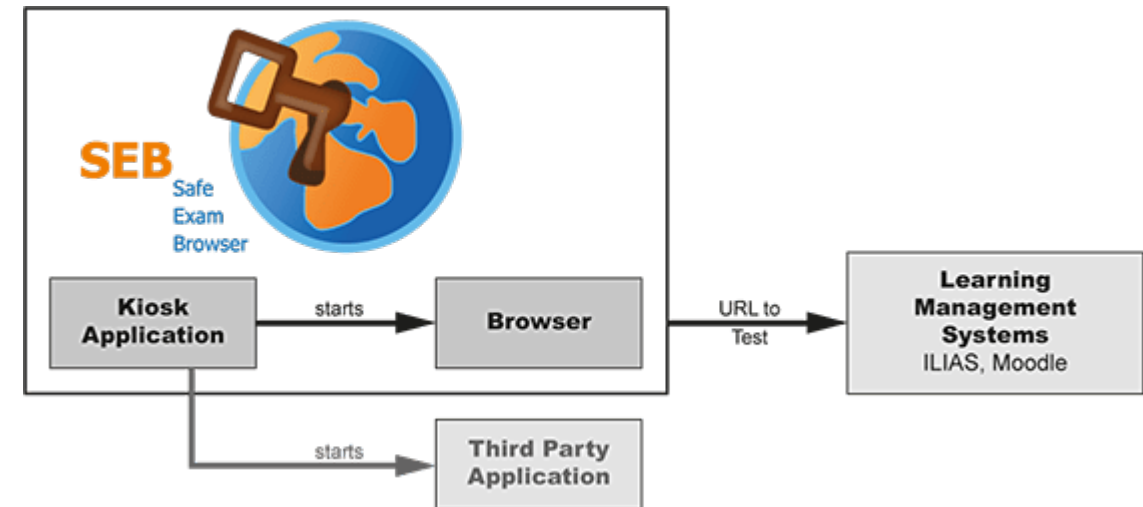 SEB
Safe
Exam
Browser
Kiosk
Application
starts
Browser
URL to
Test
Learning
Management
Systems
ILIAS, Moodle
starts
Third Party
Application